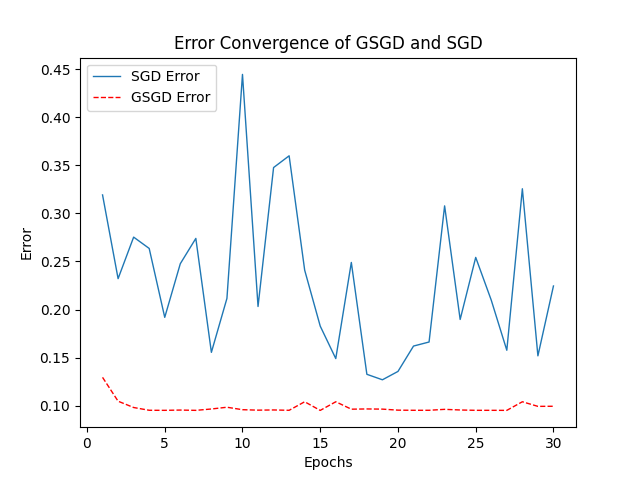 Error Convergence of GSGD and SGD
SGD Error
GSGD Error
0.45
0.40
0.35
0.30
0.25
0.20
0.15
0.10
Error
0 5 10 15 20 25 30
Epochs